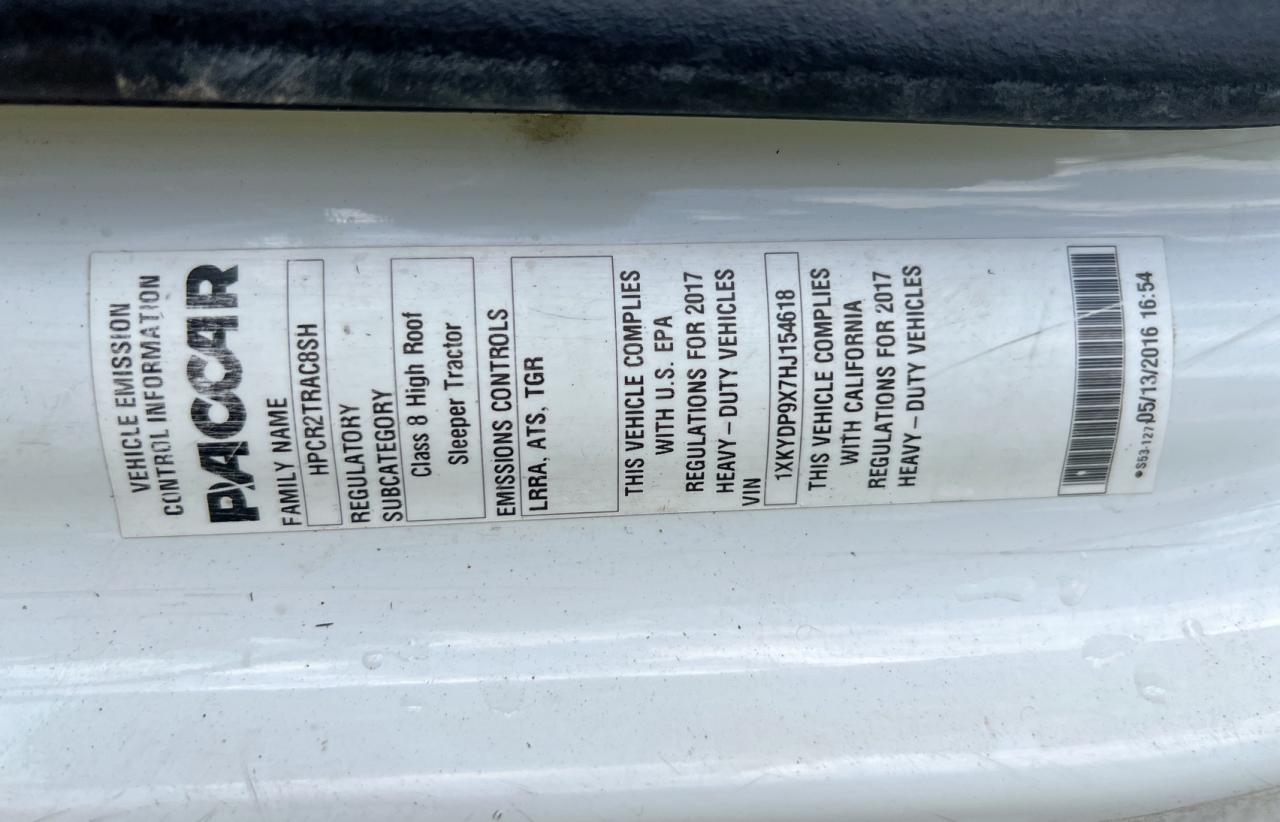 VEHICLE EMISSION
CONTROL INFORMATION
PACCAR
FAMILY NAME
HPCR2TRAC8SH
REGULATORY
SUBCATEGORY
Class 8 High Roof
Sleeper Tractor
EMISSIONS CONTROLS
LRRA, ATS, TGR
THIS VEHICLE COMPLIES
WITH U.S. EPA
REGULATIONS FOR 2017
HEAVY – DUTY VEHICLES
VIN
1XKYDP9X7HJ154618
THIS VEHICLE COMPLIES
WITH CALIFORNIA
REGULATIONS FOR 2017
HEAVY – DUTY VEHICLES
05/13/2016 16:54